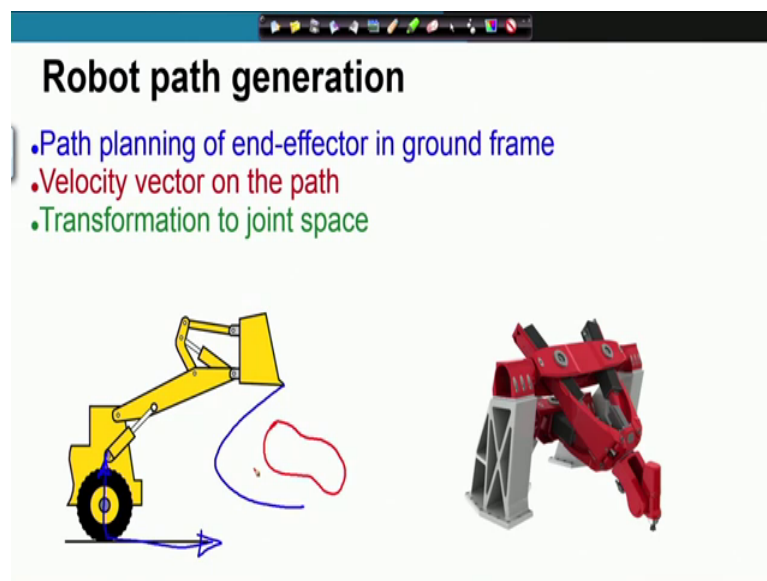 Robot path generation
•Path planning of end-effector in ground frame
•Velocity vector on the path
•Transformation to joint space